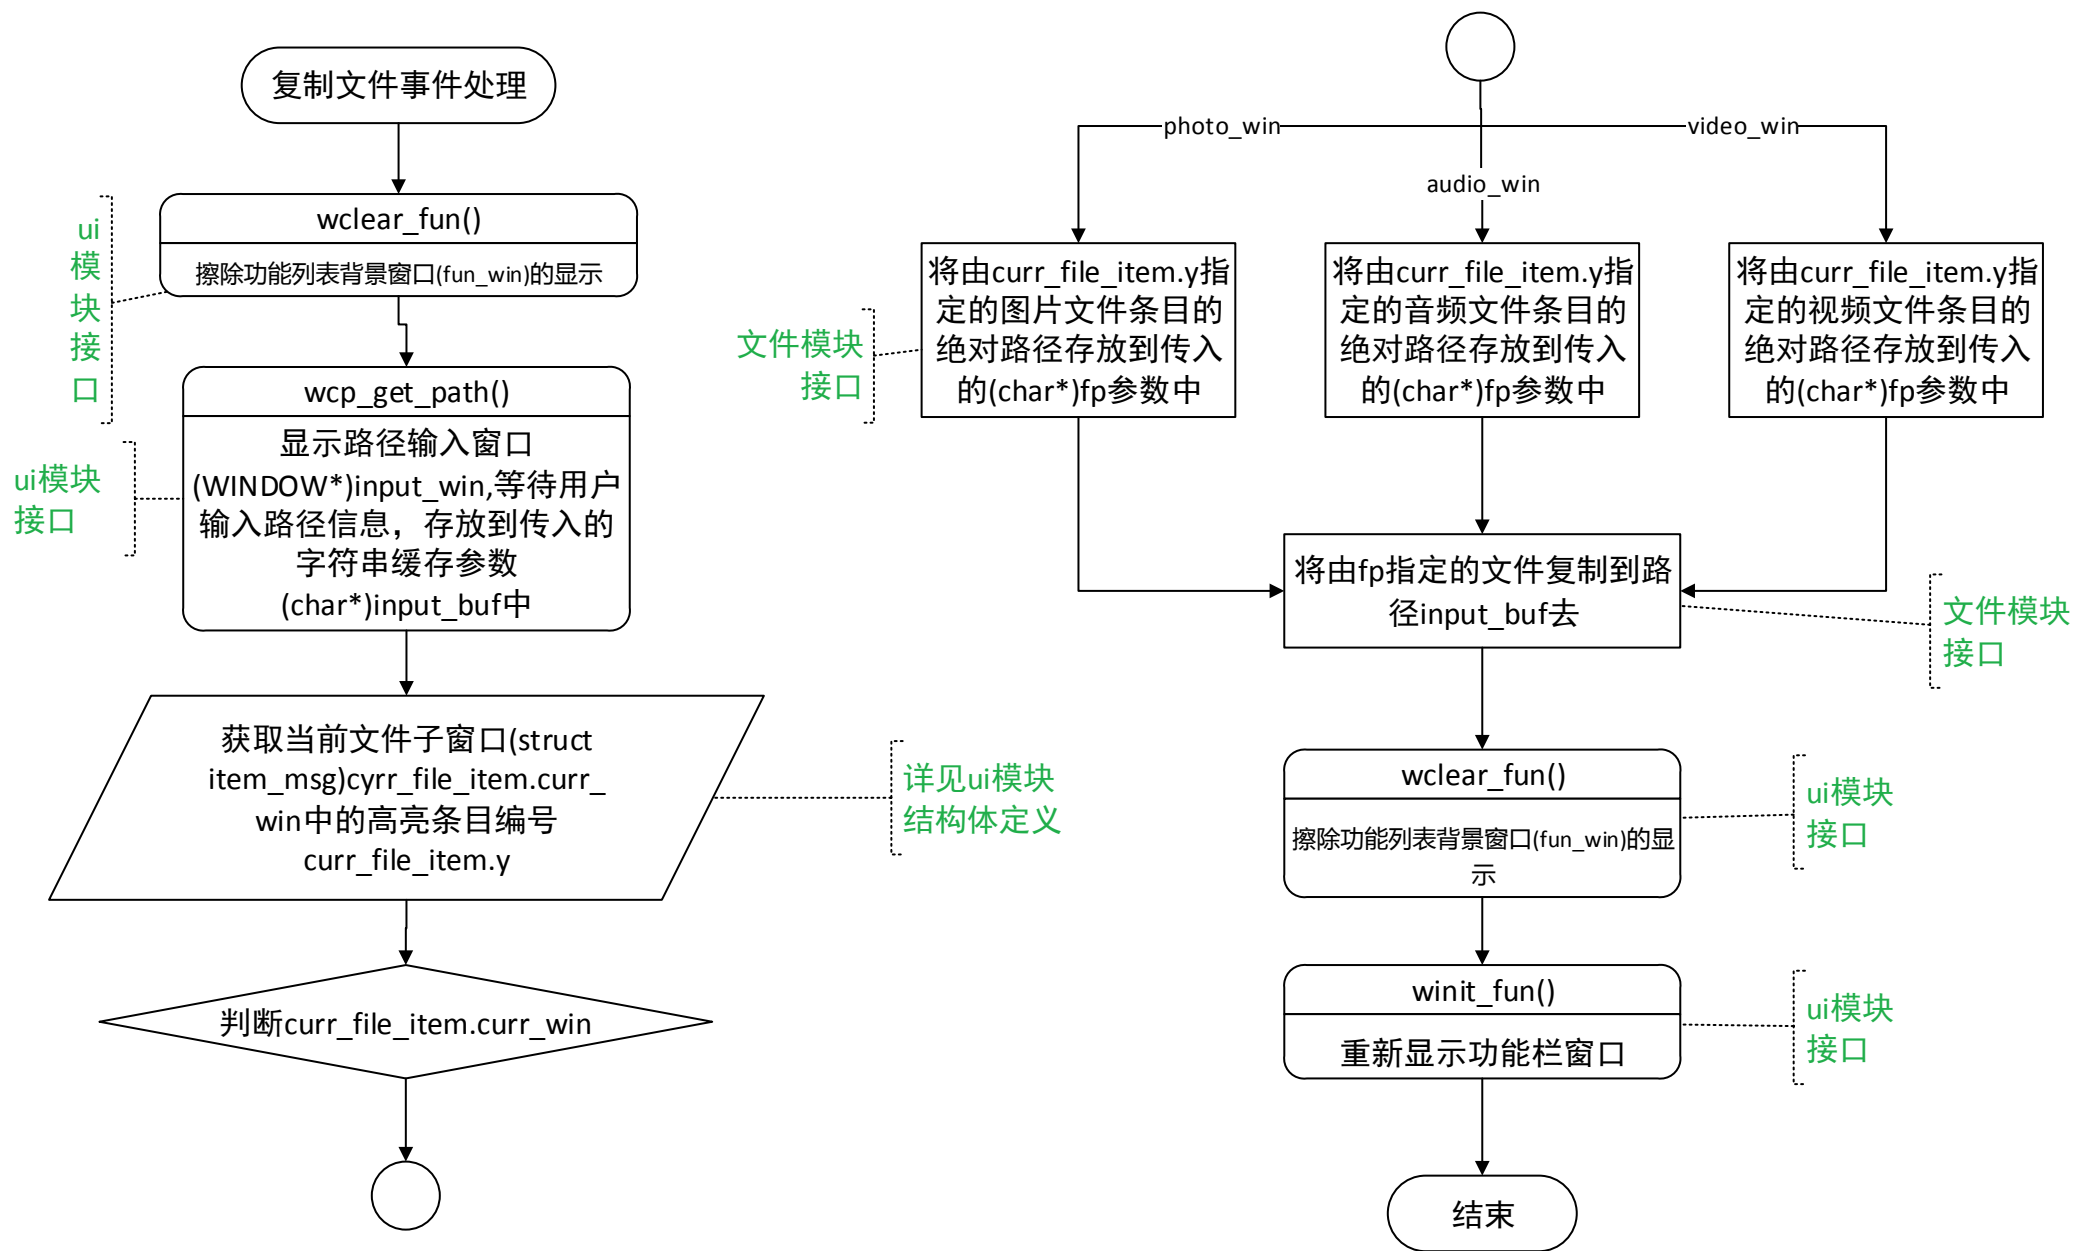 复制文件事件处理
wclear_fun()
擦除功能列表背景窗口(fun_win)的显示
ui
模
块
接
口
wcp_get_path()
显示路径输入窗口
(WINDOW*)input_win,等待用户
输入路径信息，存放到传入的
字符串缓存参数
(char*)input_buf中
ui模块
接口
获取当前文件子窗口(struct
item_msg)cyrr_file_item.curr_
win中的高亮条目编号
curr_file_item.y
详见ui模块
结构体定义
判断curr_file_item.curr_win
photo_win
audio_win
video_win
将由curr_file_item.y指
定的图片文件条目的
绝对路径存放到传入
的(char*)fp参数中
文件模块
接口
将由curr_file_item.y指
定的音频文件条目的
绝对路径存放到传入
的(char*)fp参数中
将由curr_file_item.y指
定的视频文件条目的
绝对路径存放到传入
的(char*)fp参数中
将由fp指定的文件复制到路
径input_buf去
文件模块
接口
wclear_fun()
擦除功能列表背景窗口(fun_win)的显
示
ui模块
接口
winit_fun()
重新显示功能栏窗口
ui模块
接口
结束